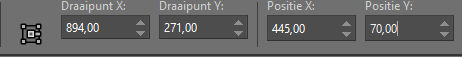 Draaipunt X: Draaipunt Y: Positie X: Positie Y:
894,00 271,00 445,00 70,00